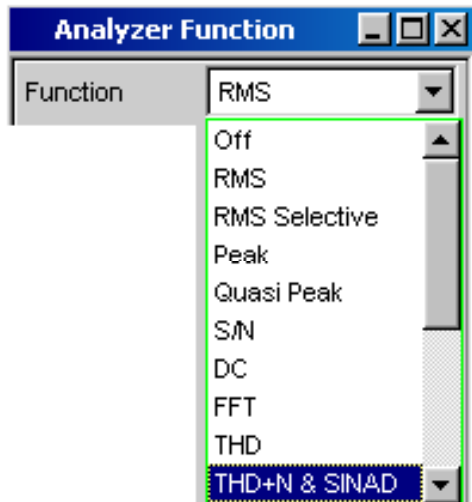 Analyzer Function
Function RMS
Off
RMS
RMS Selective
Peak
Quasi Peak
S/N
DC
FFT
THD
THD+N & SINAD